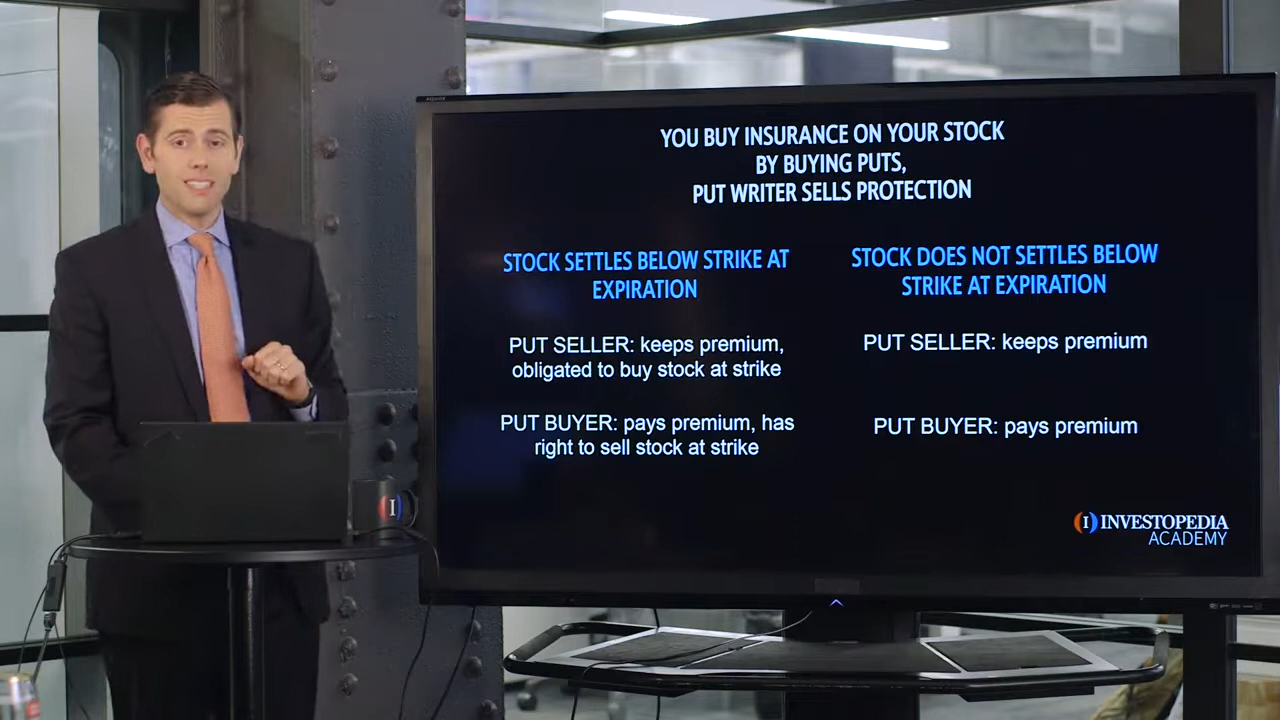 YOU BUY INSURANCE ON YOUR STOCK
BY BUYING PUTS,
PUT WRITER SELLS PROTECTION
STOCK SETTLES BELOW STRIKE AT
EXPIRATION
PUT SELLER: keeps premium,
obligated to buy stock at strike
PUT BUYER: pays premium, has
right to sell stock at strike
STOCK DOES NOT SETTLES BELOW
STRIKE AT EXPIRATION
PUT SELLER: keeps premium
PUT BUYER: pays premium
INVESTOPEDIA
ACADEMY